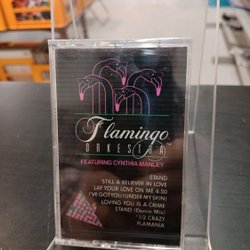 Flamingo
ORKESTRA
FEATURING CYNTHIA MANLEY
STAND
STILL A BELIEVER IN LOVE
LAY YOUR LOVE ON ME 4:50
I'VE GOT YOU (UNDER MY SKIN)
LOVING YOU IS A CRIME
STAND (Dance Mix)
1/2 CRAZY
FLAMANIA